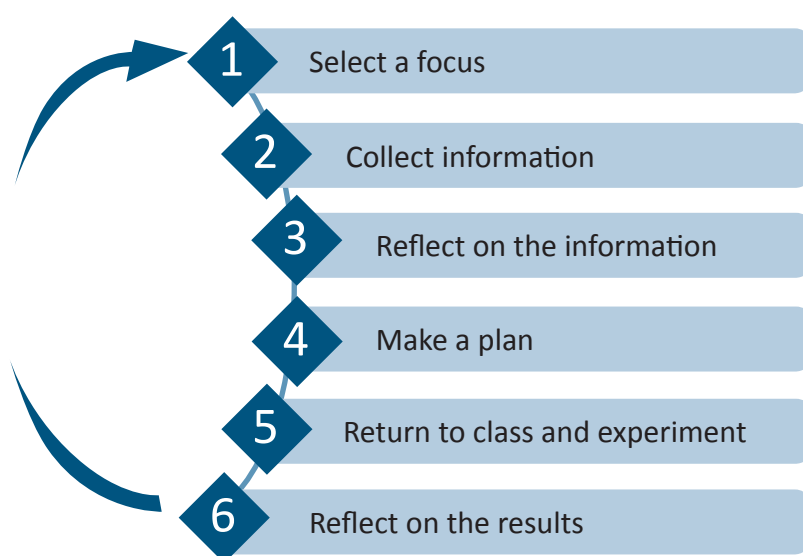 1 Select a focus
2 Collect information
3 Reflect on the information
4 Make a plan
5 Return to class and experiment
6 Reflect on the results